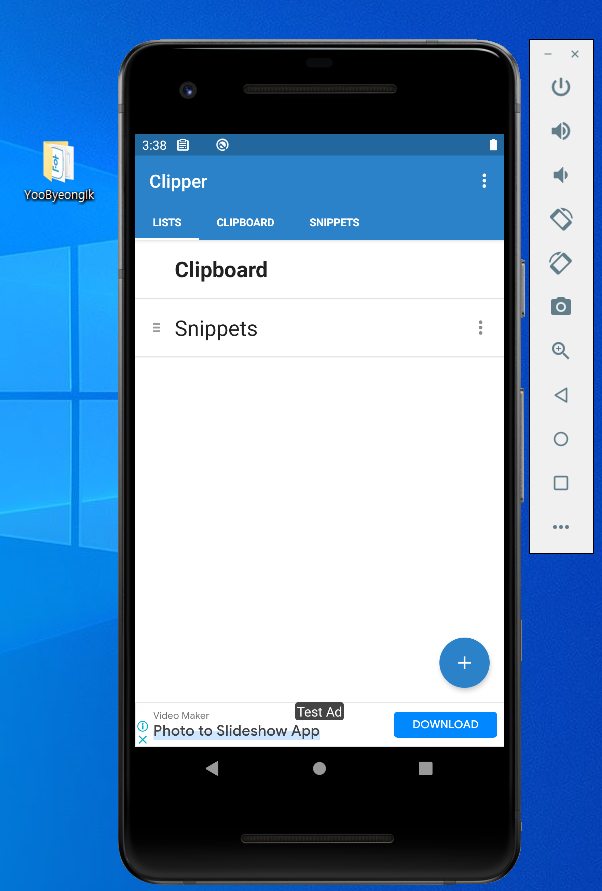 YooByeongIk
3:38
Clipper
LISTS CLIPBOARD SNIPPETS
Clipboard
Snippets
Test Ad
Video Maker
Photo to Slideshow App
DOWNLOAD